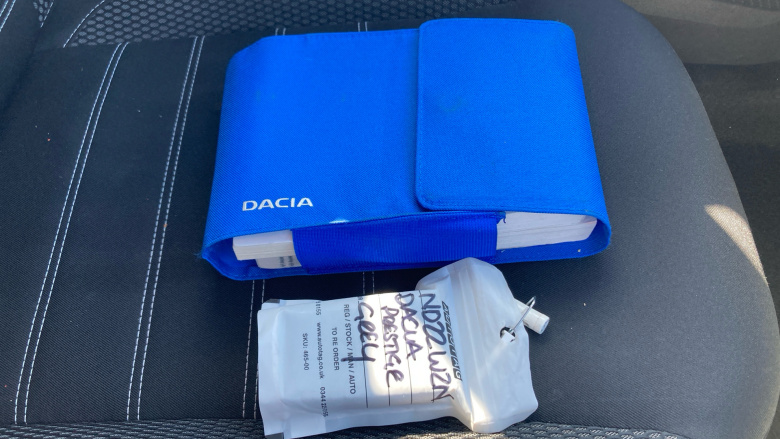 DACIA
ND72 WZN
DACIA
PRESTIGE
GREY
REG / STOCK / MAN / AUTO
TO RE ORDER
www.autotag.co.uk
SKU: 465-00